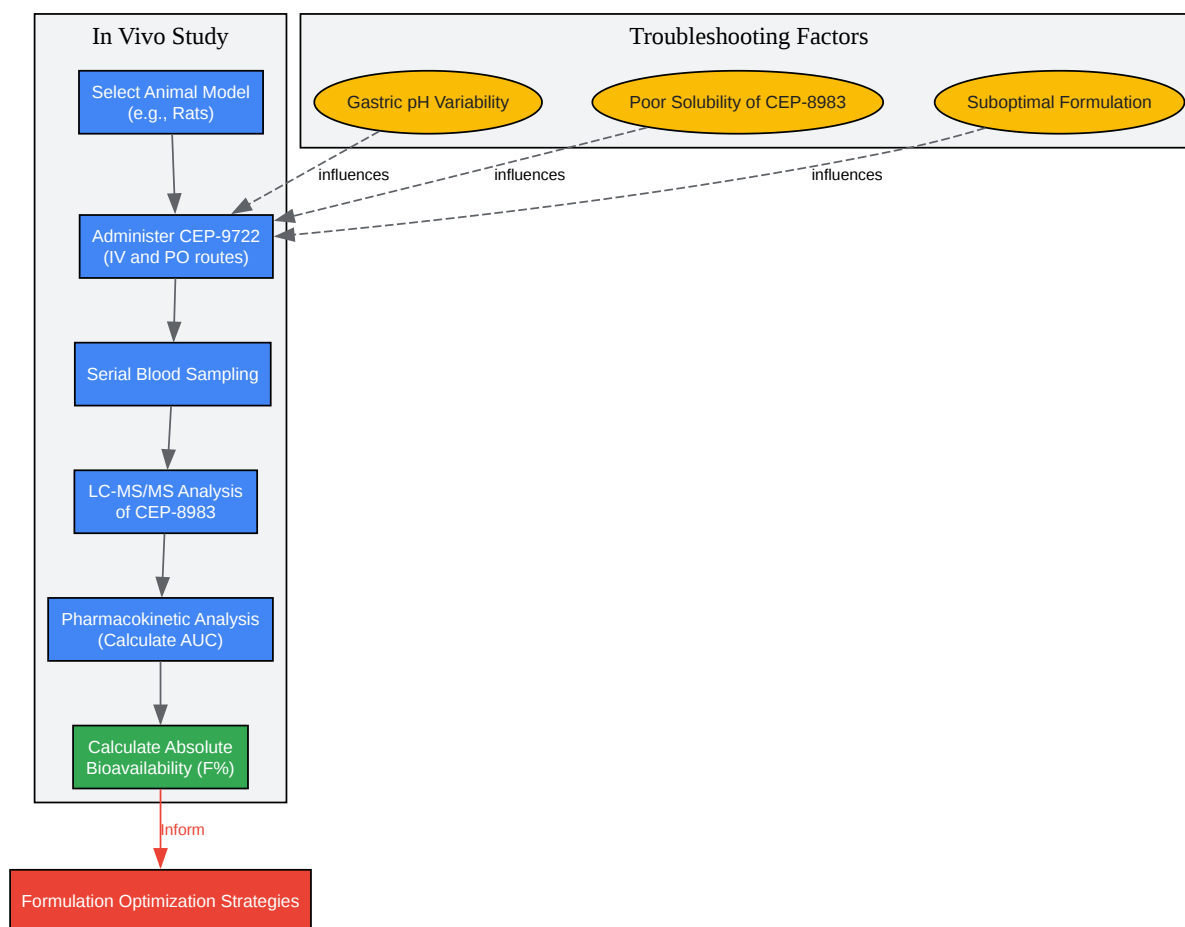 In Vivo Study
Troubleshooting Factors
Select Animal Model
(e.g., Rats)
Gastric pH Variability
Poor Solubility of CEP-8983
Suboptimal Formulation
influences
influences
influences
Administer CEP-9722
(IV and PO routes)
Serial Blood Sampling
LC-MS/MS Analysis
of CEP-8983
Pharmacokinetic Analysis
(Calculate AUC)
Calculate Absolute
Bioavailability (F%)
Inform
Formulation Optimization Strategies